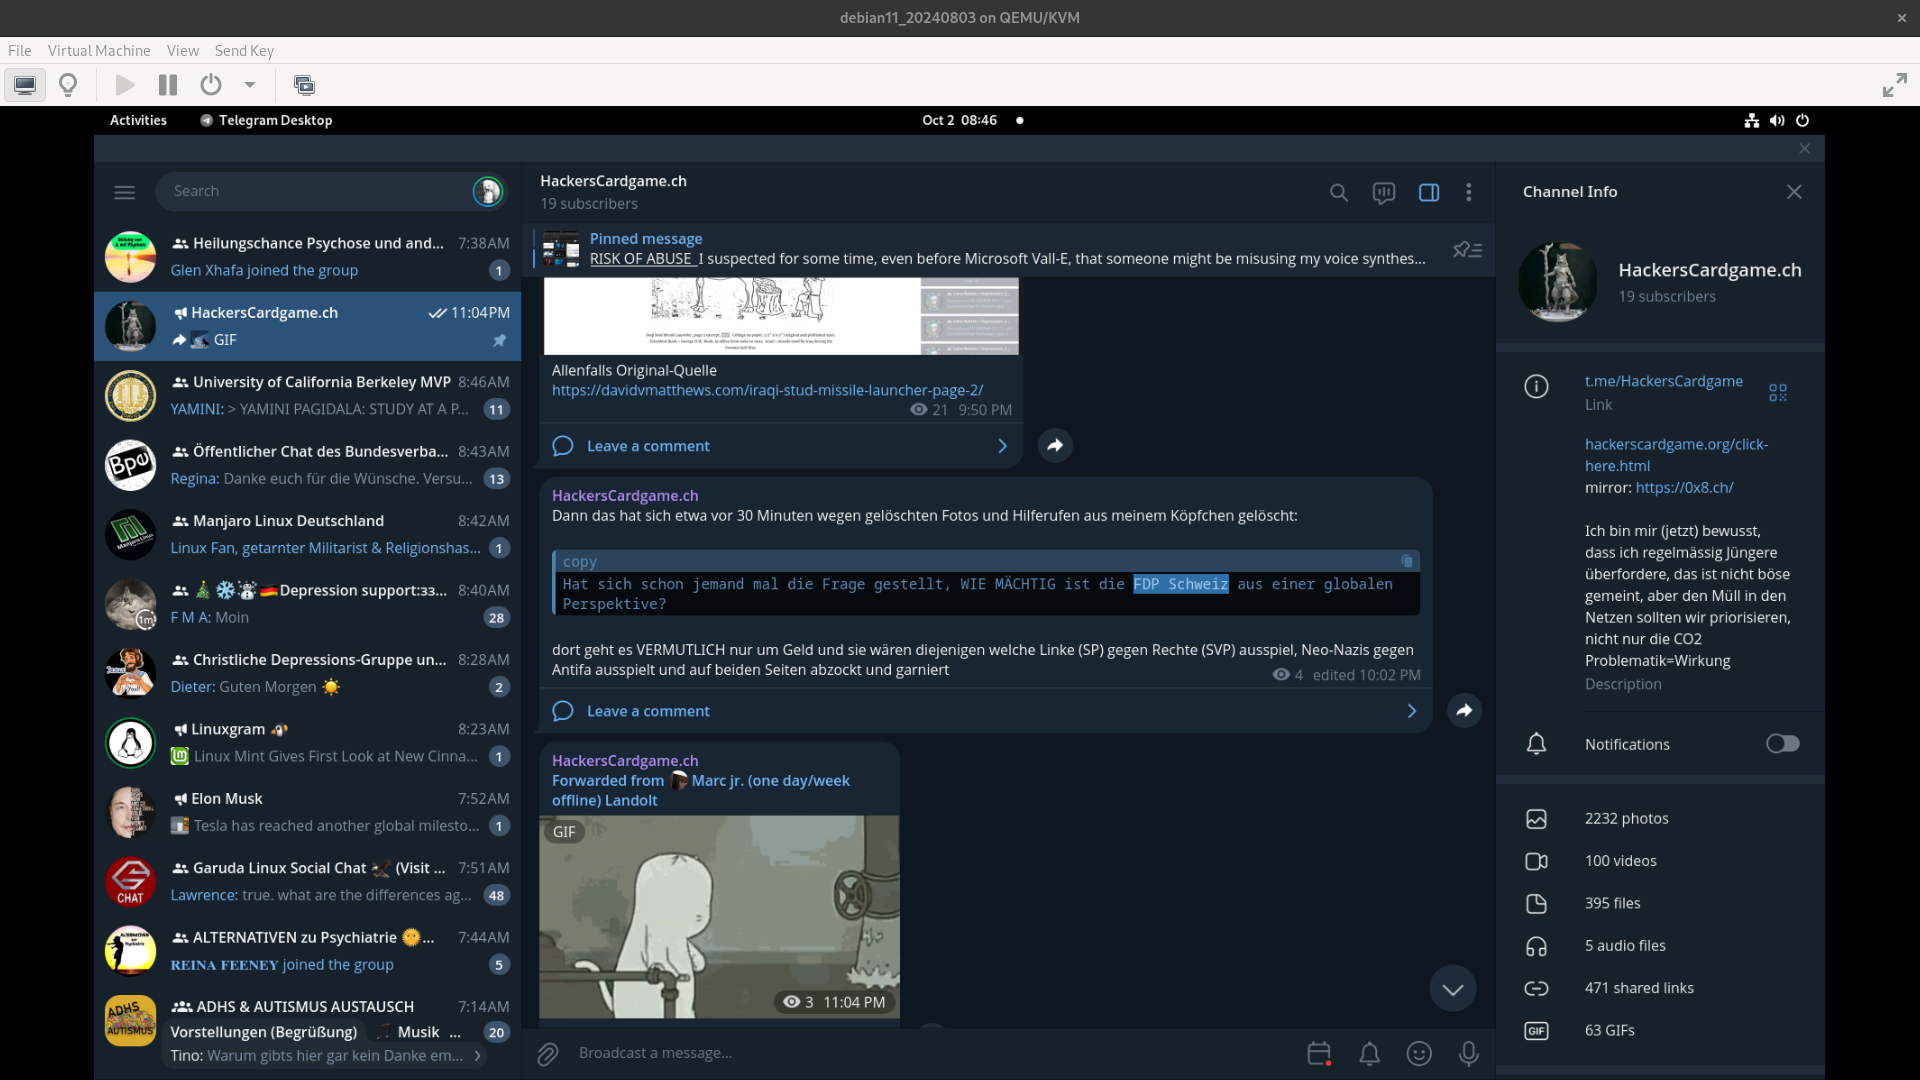 debian11_20240803 on QEMU/KVM
File Virtual Machine View Send Key
Activities Telegram Desktop Oct 2 08:46
Search
Heilungschance Psychose und and... 7:38AM
Glen Xhafa joined the group 1
HackersCardgame.ch 11:04PM
GIF
University of California Berkeley MVP 8:46AM
YAMINI: > YAMINI PAGIDALA: STUDY AT A P... 11
Öffentlicher Chat des Bundesverba... 8:43AM
Regina: Danke euch für die Wünsche. Versu... 13
Manjaro Linux Deutschland 8:42AM
Linux Fan, getarnter Militarist & Religionshas... 1
🎄❄️☃️🇩🇪Depression support:33... 8:40AM
F M A: Moin 28
1m
Christliche Depressions-Gruppe un... 8:28AM
Dieter: Guten Morgen ☀️ 2
Linuxgram 8:23AM
Linux Mint Gives First Look at New Cinna... 1
Elon Musk 7:52AM
Tesla has reached another global milesto... 1
Garuda Linux Social Chat (Visit ... 7:51AM
Lawrence: true. what are the differences ag... 48
CHAT
ALTERNATIVEN zu Psychiatrie 🌞... 7:44AM
REINA FEENEY joined the group 5
ADHS & AUTISMUS AUSTAUSCH 7:14AM
Vorstellungen (Begrüßung) Musik ... 20
Tino: Warum gibts hier gar kein Danke em...
ADHS
AUTISMUS
Bpe
HackersCardgame.ch
19 subscribers
Pinned message
RISK OF ABUSE I suspected for some time, even before Microsoft Vall-E, that someone might be misusing my voice synthes...
Allenfalls Original-Quelle
https://davidvmatthews.com/iraqi-stud-missile-launcher-page-2/
21 9:50 PM
Leave a comment
HackersCardgame.ch
Dann das hat sich etwa vor 30 Minuten wegen gelöschten Fotos und Hilferufen aus meinem Köpfchen gelöscht:
copy
Hat sich schon jemand mal die Frage gestellt, WIE MÄCHTIG ist die FDP Schweiz aus einer globalen
Perspektive?
dort geht es VERMUTLICH nur um Geld und sie wären diejenigen welche Linke (SP) gegen Rechte (SVP) ausspiel, Neo-Nazis gegen
Antifa ausspielt und auf beiden Seiten abzockt und garniert
4 edited 10:02 PM
Leave a comment
HackersCardgame.ch
Forwarded from Marc jr. (one day/week
offline) Landolt
GIF
3 11:04 PM
Broadcast a message...
Channel Info
HackersCardgame.ch
19 subscribers
t.me/HackersCardgame
Link
hackerscardgame.org/click-
here.html
mirror: https://0x8.ch/
Ich bin mir (jetzt) bewusst,
dass ich regelmässig Jüngere
überfordere, das ist nicht böse
gemeint, aber den Müll in den
Netzen sollten wir priorisieren,
nicht nur die CO2
Problematik=Wirkung
Description
Notifications
2232 photos
100 videos
395 files
5 audio files
471 shared links
GIF 63 GIFs